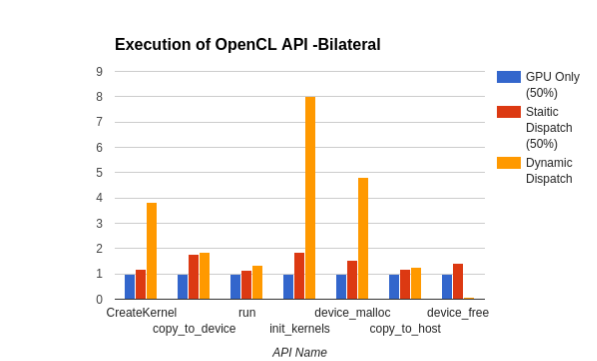 Execution of OpenCL API -Bilateral
9
8
7
6
5
4
3
2
1
0
GPU Only
(50%)
Staitic
Dispatch
(50%)
Dynamic
Dispatch
CreateKernel
run
device_malloc
device_free
copy_to_device
init_kernels
copy_to_host
API Name